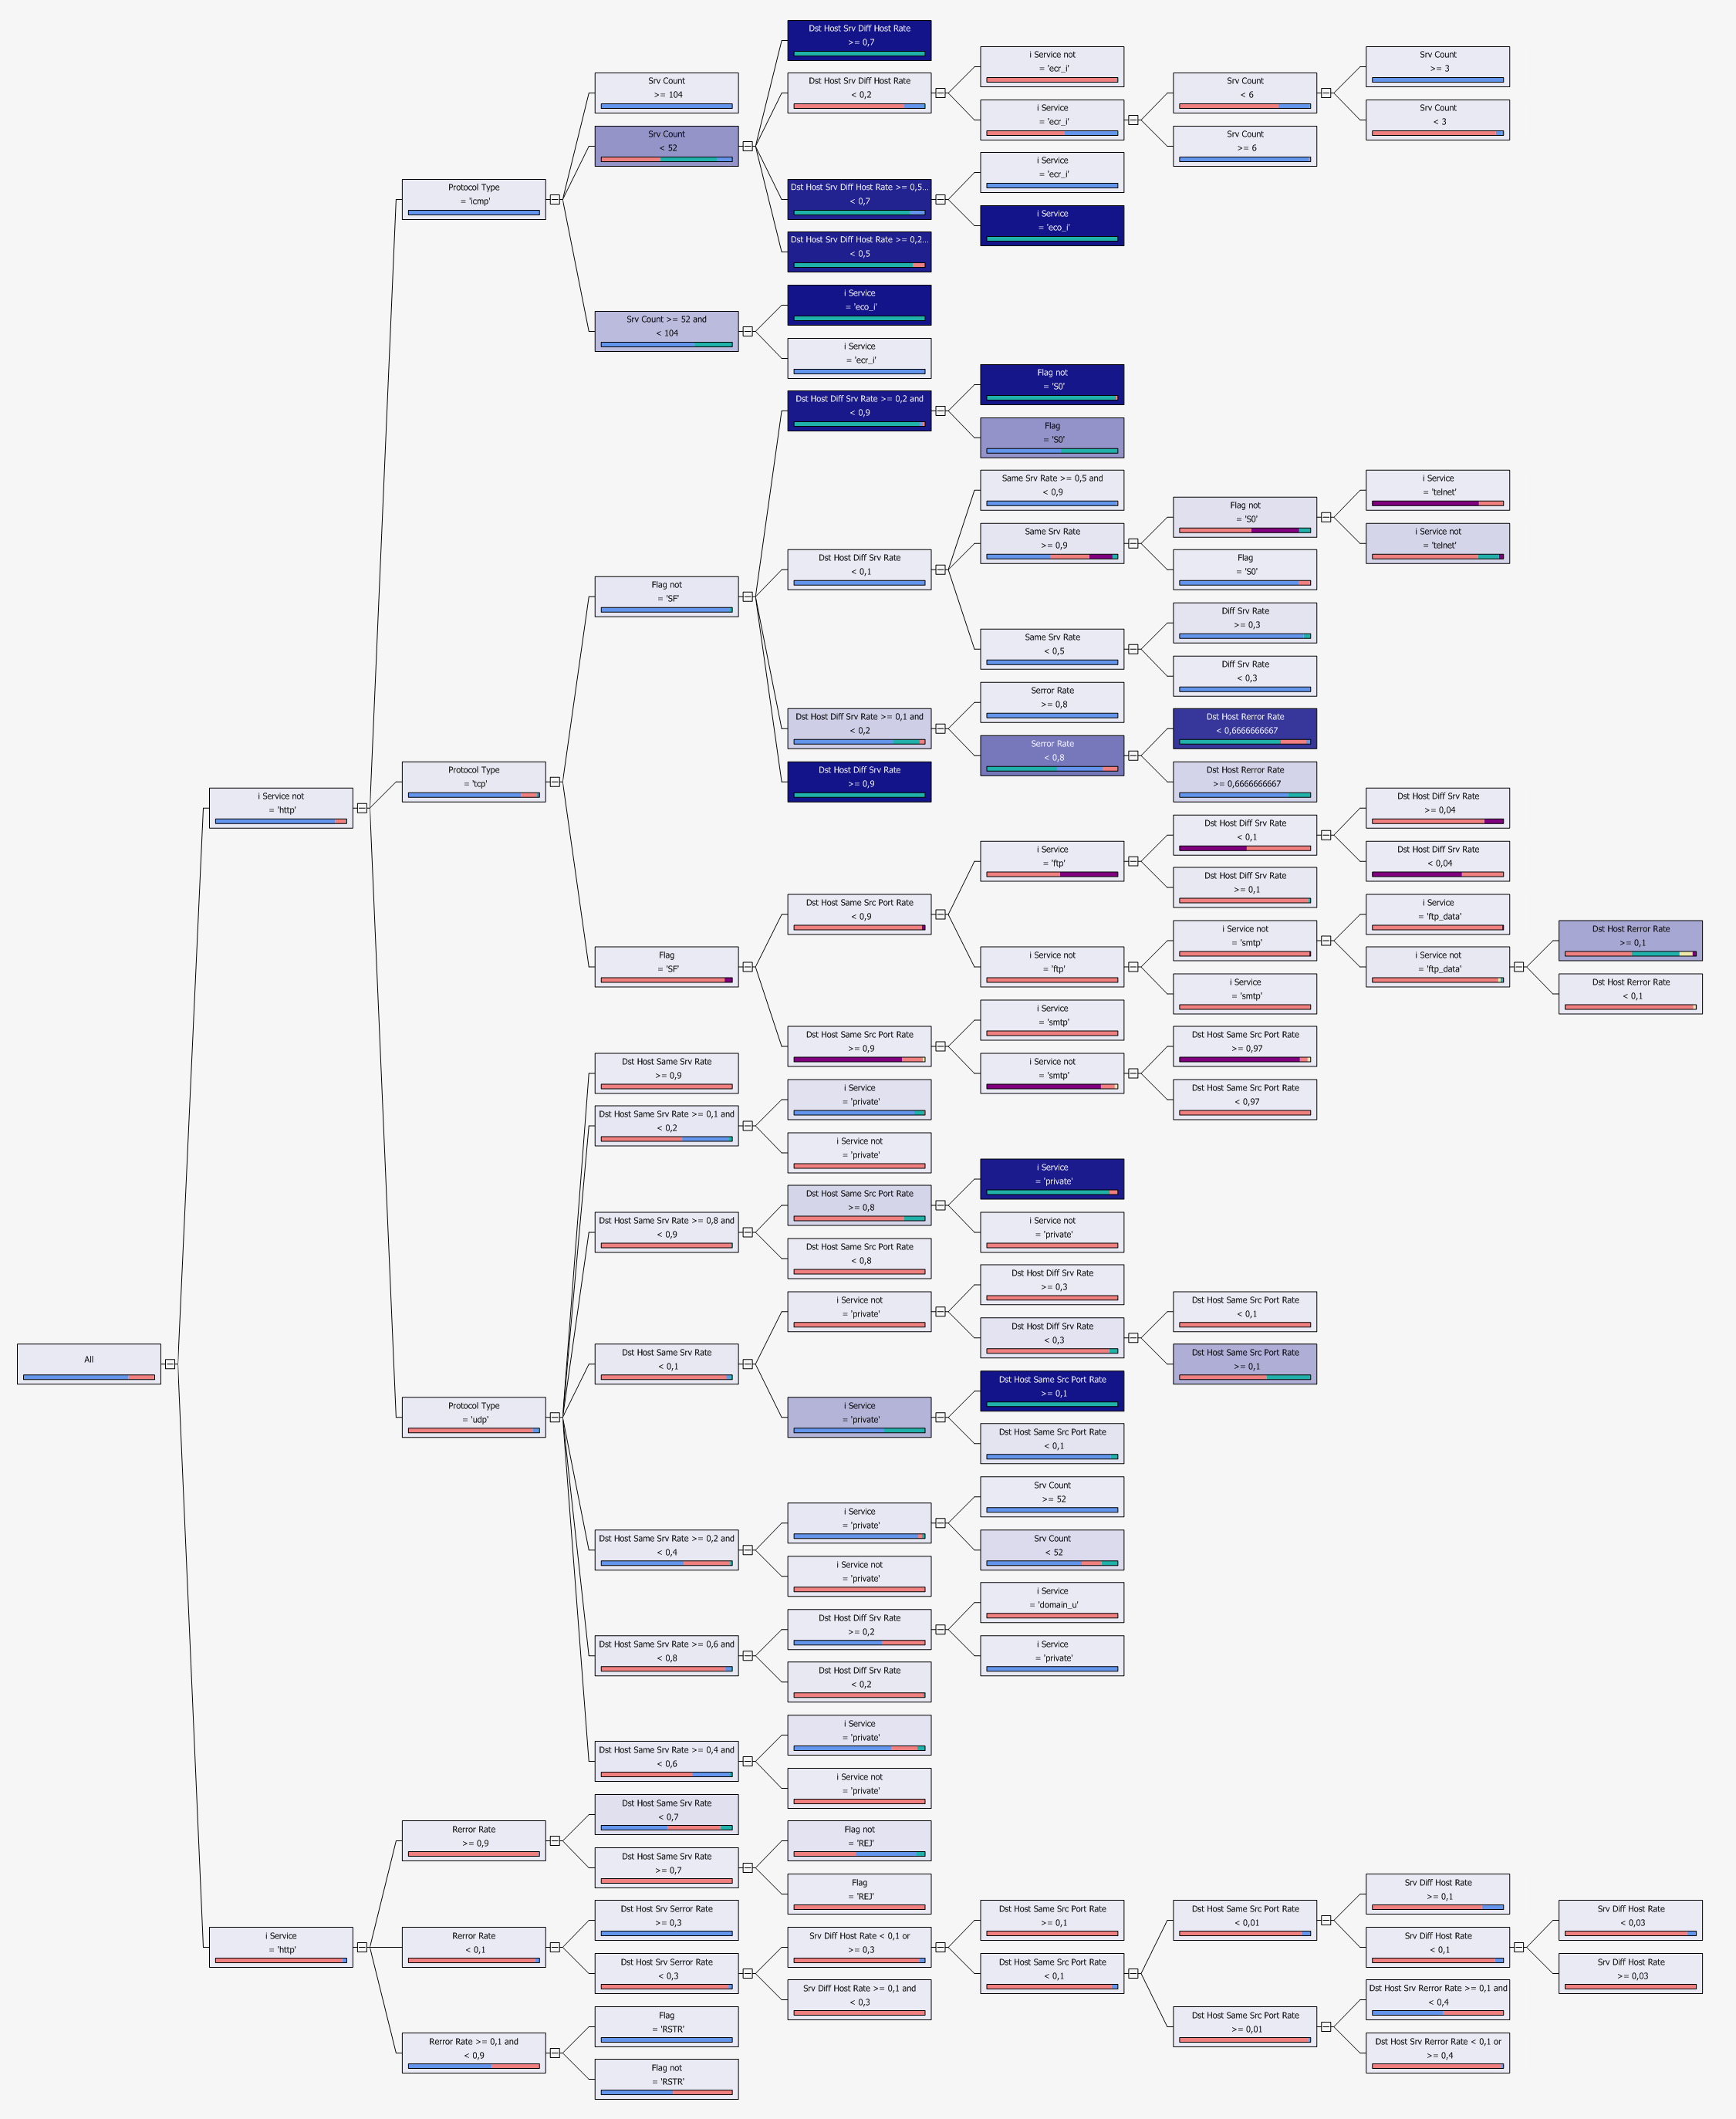 Dst Host Srv Diff Host Rate
>= 0,7
i Service not
= 'ecr_i'
Srv Count
>= 3
Srv Count
>= 104
Dst Host Srv Diff Host Rate
< 0,2
Srv Count
< 6
i Service
= 'ecr_i'
Srv Count
< 3
Srv Count
< 52
Srv Count
>= 6
i Service
= 'ecr_i'
Protocol Type
= 'icmp'
Dst Host Srv Diff Host Rate >= 0,5...
< 0,7
i Service
= 'eco_i'
Dst Host Srv Diff Host Rate >= 0,2...
< 0,5
i Service
= 'eco_i'
Srv Count >= 52 and
< 104
i Service
= 'ecr_i'
Flag not
= 'S0'
Dst Host Diff Srv Rate >= 0,2 and
< 0,9
Flag
= 'S0'
Same Srv Rate >= 0,5 and
< 0,9
i Service
= 'telnet'
Flag not
= 'S0'
Same Srv Rate
>= 0,9
i Service not
= 'telnet'
Dst Host Diff Srv Rate
< 0,1
Flag
= 'S0'
Flag not
= 'SF'
Diff Srv Rate
>= 0,3
Same Srv Rate
< 0,5
Diff Srv Rate
< 0,3
Serror Rate
>= 0,8
Dst Host Diff Srv Rate >= 0,1 and
< 0,2
Dst Host Rerror Rate
< 0,6666666667
Serror Rate
< 0,8
Protocol Type
= 'tcp'
Dst Host Diff Srv Rate
>= 0,9
Dst Host Rerror Rate
>= 0,6666666667
i Service not
= 'http'
Dst Host Diff Srv Rate
>= 0,04
Dst Host Diff Srv Rate
< 0,1
i Service
= 'ftp'
Dst Host Diff Srv Rate
< 0,04
Dst Host Diff Srv Rate
>= 0,1
Dst Host Same Src Port Rate
< 0,9
i Service
= 'ftp_data'
i Service not
= 'smtp'
Dst Host Rerror Rate
>= 0,1
Flag
= 'SF'
i Service not
= 'ftp'
i Service not
= 'ftp_data'
i Service
= 'smtp'
Dst Host Rerror Rate
< 0,1
i Service
= 'smtp'
Dst Host Same Src Port Rate
>= 0,9
Dst Host Same Src Port Rate
>= 0,97
Dst Host Same Srv Rate
>= 0,9
i Service not
= 'smtp'
i Service
= 'private'
Dst Host Same Src Port Rate
< 0,97
Dst Host Same Srv Rate >= 0,1 and
< 0,2
i Service not
= 'private'
i Service
= 'private'
Dst Host Same Src Port Rate
>= 0,8
Dst Host Same Srv Rate >= 0,8 and
< 0,9
i Service not
= 'private'
Dst Host Same Src Port Rate
< 0,8
Dst Host Diff Srv Rate
>= 0,3
i Service not
= 'private'
Dst Host Same Src Port Rate
< 0,1
Dst Host Diff Srv Rate
< 0,3
All
Dst Host Same Srv Rate
< 0,1
Dst Host Same Src Port Rate
>= 0,1
Dst Host Same Src Port Rate
>= 0,1
Protocol Type
= 'udp'
i Service
= 'private'
Dst Host Same Src Port Rate
< 0,1
Srv Count
>= 52
i Service
= 'private'
Dst Host Same Srv Rate >= 0,2 and
< 0,4
Srv Count
< 52
i Service not
= 'private'
i Service
= 'domain_u'
Dst Host Diff Srv Rate
>= 0,2
Dst Host Same Srv Rate >= 0,6 and
< 0,8
i Service
= 'private'
Dst Host Diff Srv Rate
< 0,2
i Service
= 'private'
Dst Host Same Srv Rate >= 0,4 and
< 0,6
i Service not
= 'private'
Dst Host Same Srv Rate
< 0,7
Rerror Rate
>= 0,9
Flag not
= 'REJ'
Dst Host Same Srv Rate
>= 0,7
Flag
= 'REJ'
Srv Diff Host Rate
>= 0,1
Dst Host Srv Serror Rate
>= 0,3
Dst Host Same Src Port Rate
>= 0,1
Dst Host Same Src Port Rate
< 0,01
Srv Diff Host Rate
< 0,03
i Service
= 'http'
Rerror Rate
< 0,1
Srv Diff Host Rate < 0,1 or
>= 0,3
Srv Diff Host Rate
< 0,1
Dst Host Srv Serror Rate
< 0,3
Dst Host Same Src Port Rate
< 0,1
Srv Diff Host Rate
>= 0,03
Srv Diff Host Rate >= 0,1 and
< 0,3
Dst Host Srv Rerror Rate >= 0,1 and
< 0,4
Flag
= 'RSTR'
Dst Host Same Src Port Rate
>= 0,01
Rerror Rate >= 0,1 and
< 0,9
Dst Host Srv Rerror Rate < 0,1 or
>= 0,4
Flag not
= 'RSTR'